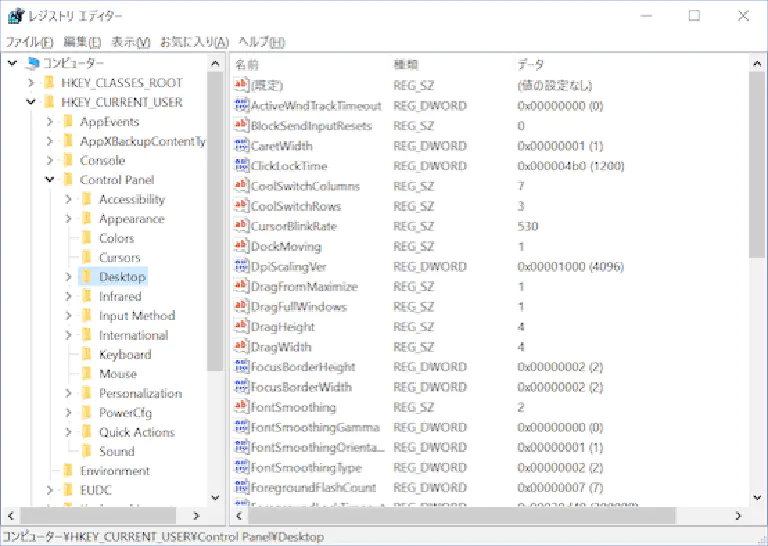 レジストリ エディター
ファイル(F) 編集(E) 表示(V) お気に入り(A) ヘルプ(H)
コンピューター
HKEY_CLASSES_ROOT
HKEY_CURRENT_USER
AppEvents
AppXBackupContentTy
Console
Control Panel
Accessibility
Appearance
Colors
Cursors
Desktop
Infrared
Input Method
International
Keyboard
Mouse
Personalization
PowerCfg
Quick Actions
Sound
Environment
EUDC
名前 種類 データ
(既定) REG_SZ (値の設定なし)
ActiveWndTrackTimeout REG_DWORD 0x00000000 (0)
BlockSendInputResets REG_SZ 0
CaretWidth REG_DWORD 0x00000001 (1)
ClickLockTime REG_DWORD 0x000004b0 (1200)
CoolSwitchColumns REG_SZ 7
CoolSwitchRows REG_SZ 3
CursorBlinkRate REG_SZ 530
DockMoving REG_SZ 1
DpiScalingVer REG_DWORD 0x00001000 (4096)
DragFromMaximize REG_SZ 1
DragFullWindows REG_SZ 1
DragHeight REG_SZ 4
DragWidth REG_SZ 4
FocusBorderHeight REG_DWORD 0x00000002 (2)
FocusBorderWidth REG_DWORD 0x00000002 (2)
FontSmoothing REG_SZ 2
FontSmoothingGamma REG_DWORD 0x00000000 (0)
FontSmoothingOrienta... REG_DWORD 0x00000001 (1)
FontSmoothingType REG_DWORD 0x00000002 (2)
ForegroundFlashCount REG_DWORD 0x00000007 (7)
コンピューター¥HKEY_CURRENT_USER¥Control Panel¥Desktop